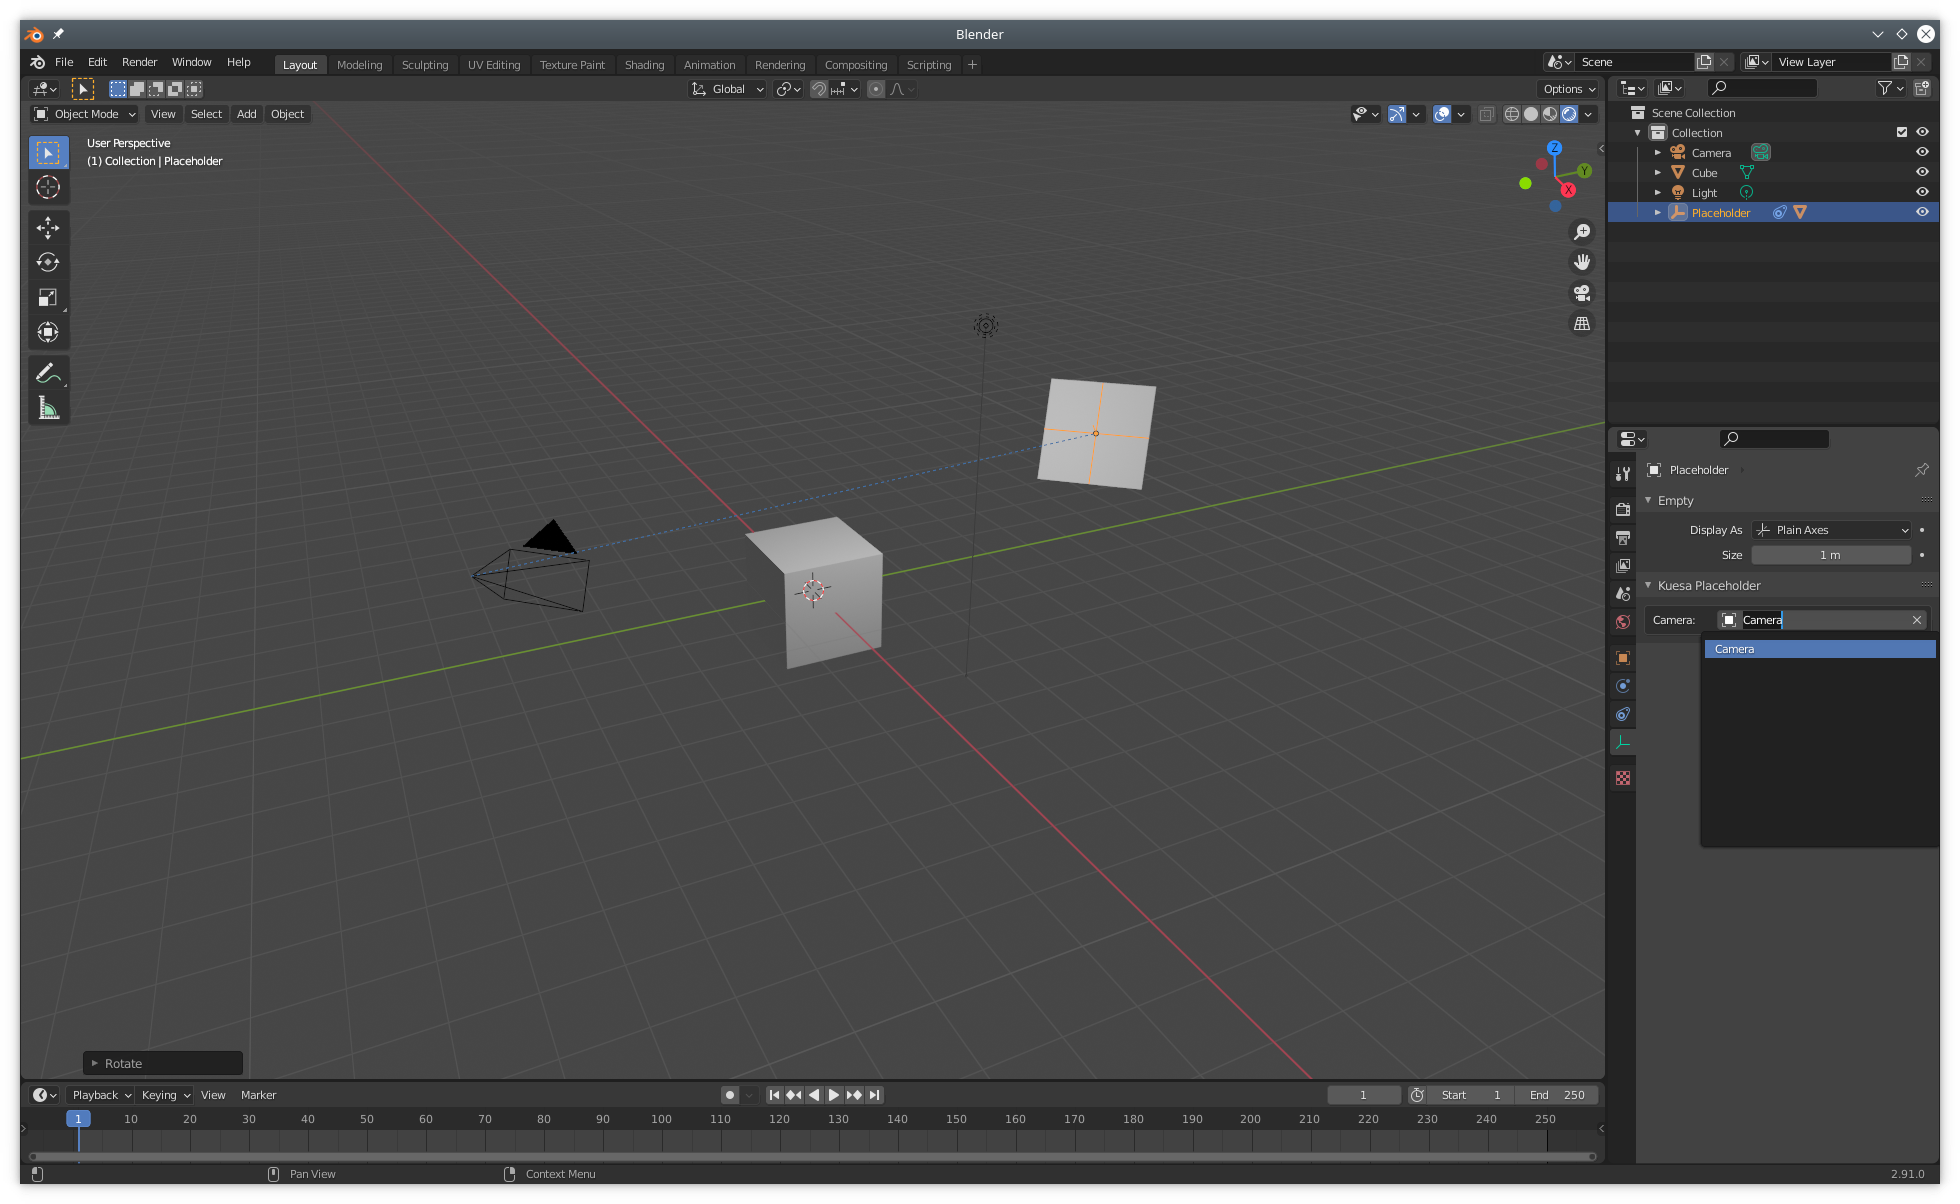 Blender
File Edit Render Window Help Layout Modeling Sculpting UV Editing Texture Paint Shading Animation Rendering Compositing Scripting + Scene View Layer
Global Options
Object Mode View Select Add Object
User Perspective
(1) Collection | Placeholder
Z
Y
X
Scene Collection
Collection
Camera
Cube
Light
Placeholder
Placeholder
Empty
Display As Plain Axes
Size 1 m
Kuesa Placeholder
Camera: Camera
Camera
Rotate
Playback Keying View Marker 1 Start 1 End 250
1 10 20 30 40 50 60 70 80 90 100 110 120 130 140 150 160 170 180 190 200 210 220 230 240 250
Pan View Context Menu 2.91.0